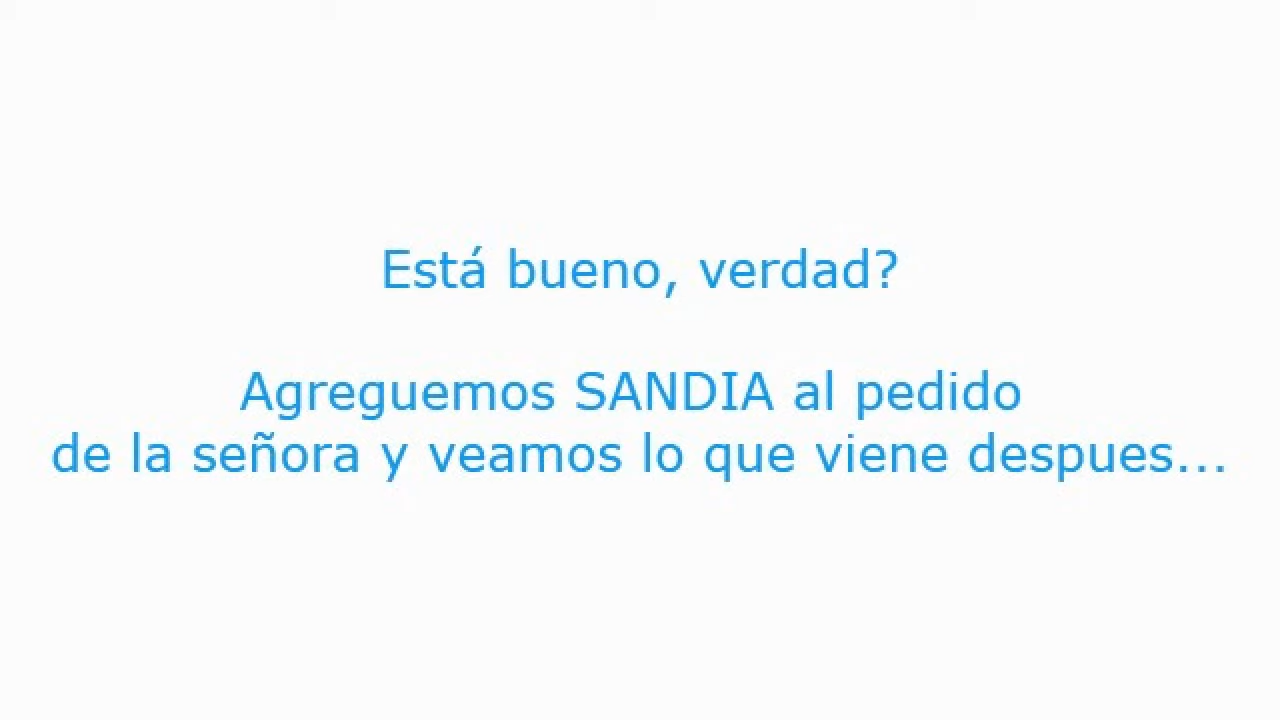 Está bueno, verdad?
Agreguemos SANDIA al pedido
de la señora y veamos lo que viene despues...